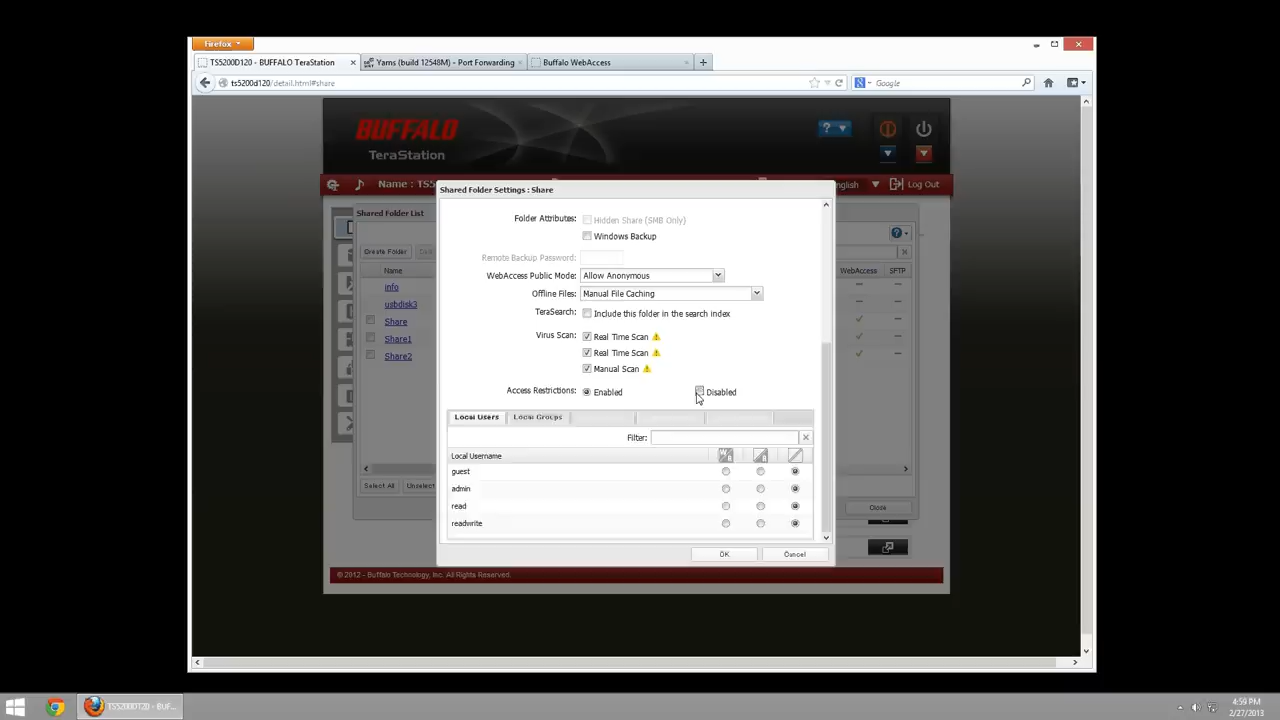 Firefox
TS5200D120 - BUFFALO TeraStation
Yarns (build 12548M) - Port Forwarding
Buffalo WebAccess
ts5200d120/detail.html#share
Google
BUFFALO
TeraStation
Name : TS5
English
Log Out
Shared Folder List
Create Folder
Name
WebAccess
SFTP
info
usbdisk3
Share
Share1
Share2
Select All
Unselect
Close
Shared Folder Settings : Share
Folder Attributes:
Hidden Share (SMB Only)
Windows Backup
Remote Backup Password:
WebAccess Public Mode:
Allow Anonymous
Offline Files:
Manual File Caching
TeraSearch:
Include this folder in the search index
Virus Scan:
Real Time Scan
Real Time Scan
Manual Scan
Access Restrictions:
Enabled
Disabled
Local Users
Local Groups
Filter:
Local Username
guest
admin
read
readwrite
OK
Cancel
© 2012 - Buffalo Technology, Inc. All Rights Reserved.
TS5200D120 - BUF...
4:59 PM
2/27/2013